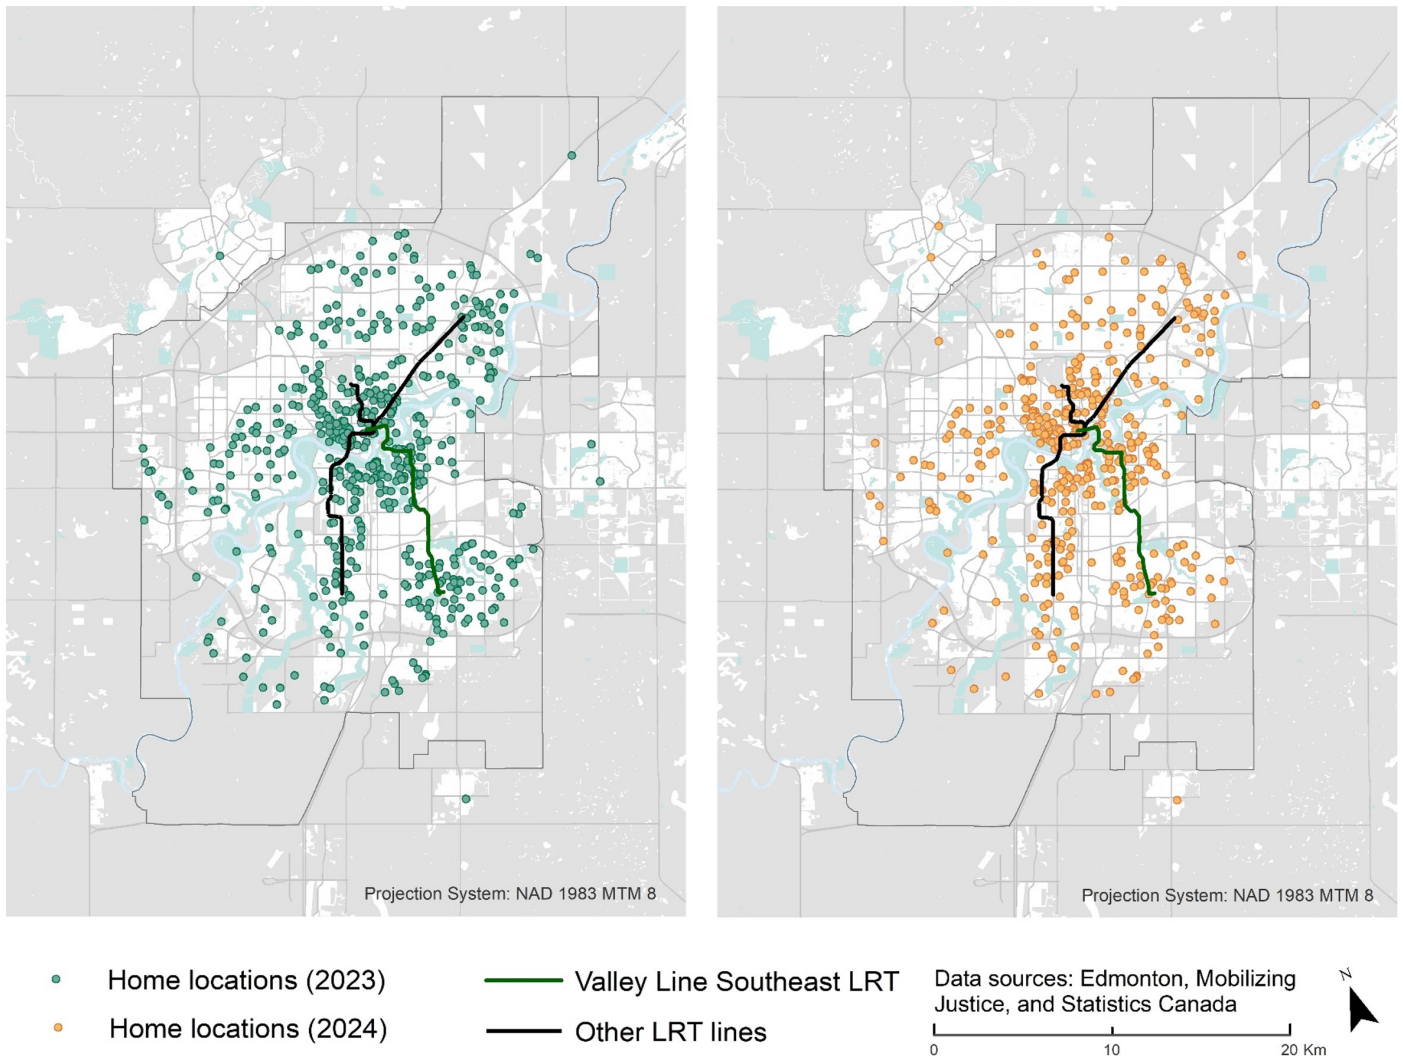 Projection System: NAD 1983 MTM 8
Projection System: NAD 1983 MTM 8
Home locations (2023)
Home locations (2024)
Valley Line Southeast LRT
Other LRT lines
Data sources: Edmonton, Mobilizing
Justice, and Statistics Canada
0 10 20 Km
N